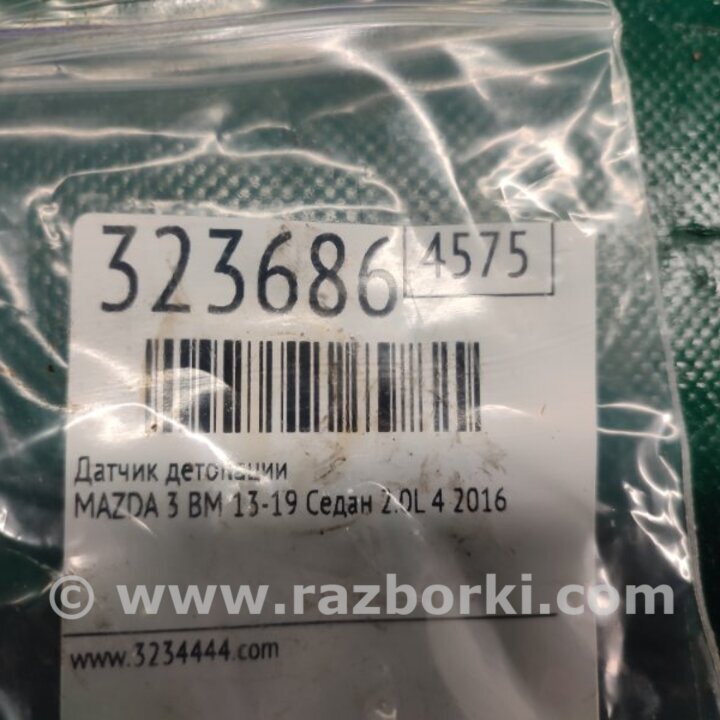 323686 4575
Датчик детонации
MAZDA 3 BM 13-19 Седан 2.0L 4 2016
© www.razborki.com
www.3234444.com